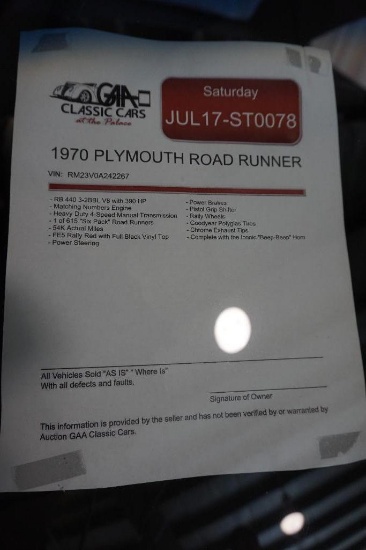 GAA
CLASSIC CARS
at the Palace
Saturday
JUL17-ST0078
1970 PLYMOUTH ROAD RUNNER
VIN: RM23V0A242267
- RB 440 3-2BBL V8 with 390 HP
- Matching Numbers Engine
- Heavy Duty 4-Speed Manual Transmission
- 1 of 615 "Six Pack" Road Runners
- 54K Actual Miles
- FE5 Rally Red with Full Black Vinyl Top
- Power Steering
- Power Brakes
- Pistol Grip Shifter
- Rally Wheels
- Goodyear Polyglas Tires
- Chrome Exhaust Tips
- Complete with the Iconic "Beep-Beep" Horn
All Vehicles Sold "AS IS" " Where Is"
With all defects and faults.
Signature of Owner
This information is provided by the seller and has not been verified by or warranted by
Auction GAA Classic Cars.